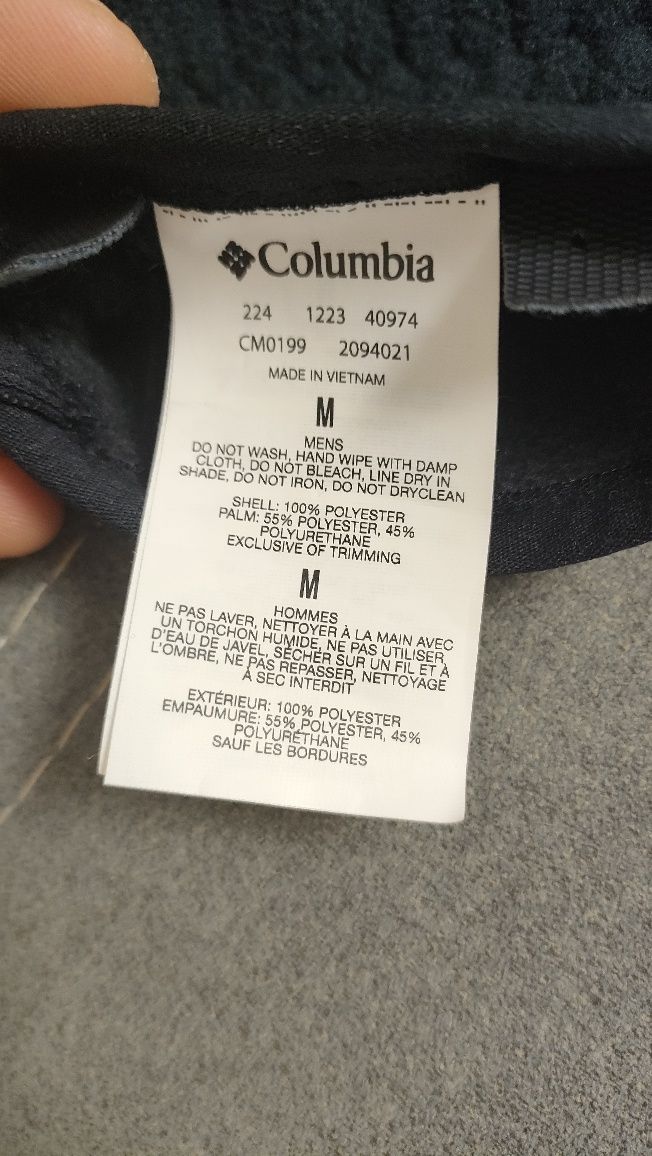 Columbia
224 1223 40974
CM0199 2094021
MADE IN VIETNAM
M
MENS
DO NOT WASH, HAND WIPE WITH DAMP
CLOTH, DO NOT BLEACH, LINE DRY IN
SHADE, DO NOT IRON, DO NOT DRYCLEAN
SHELL: 100% POLYESTER
PALM: 55% POLYESTER, 45%
POLYURETHANE
EXCLUSIVE OF TRIMMING
M
HOMMES
NE PAS LAVER, NETTOYER À LA MAIN AVEC
UN TORCHON HUMIDE, NE PAS UTILISER
D'EAU DE JAVEL, SÉCHER SUR UN FIL ET À
L'OMBRE, NE PAS REPASSER, NETTOYAGE
À SEC INTERDIT
EXTÉRIEUR: 100% POLYESTER
EMPAUMURE: 55% POLYESTER, 45%
POLYURÉTHANE
SAUF LES BORDURES